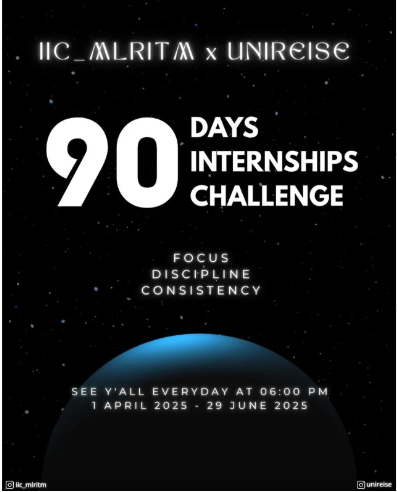 IIC_MLRITM x UNIREISE
90 DAYS
INTERNSHIPS
CHALLENGE
FOCUS
DISCIPLINE
CONSISTENCY
SEE Y'ALL EVERYDAY AT 06:00 PM
1 APRIL 2025 - 29 JUNE 2025
iic_mlritm
unireise